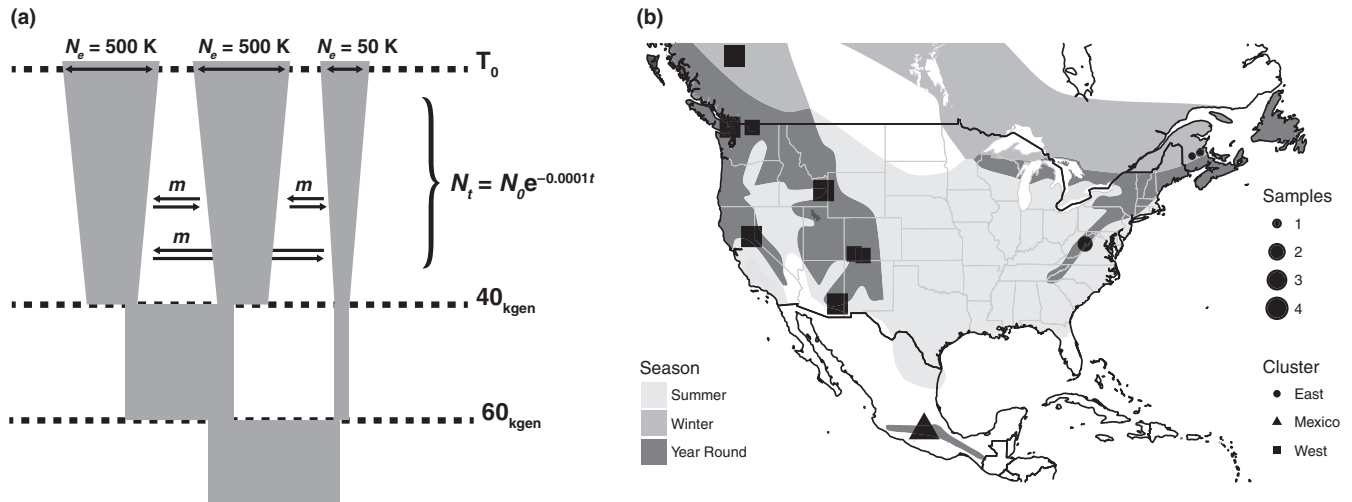 (a)
Nₑ = 500 K
Nₑ = 500 K
Nₑ = 50 K
T₀
m
m
m
Nₜ = N₀e^–0.0001t
40kgen
60kgen
(b)
Samples
1
2
3
4
Season
Summer
Winter
Year Round
Cluster
East
Mexico
West